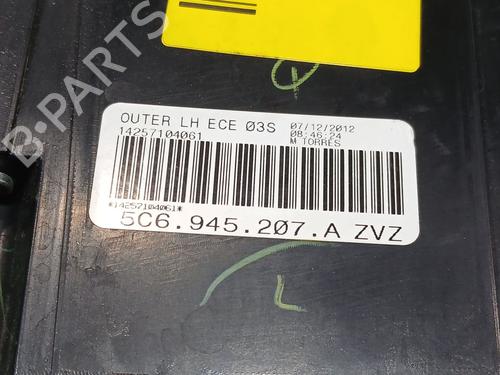 B-PARTS
OUTER LH ECE 03S
07/12/2012
14257104061
08:46:24
M TORRES
*14257104061*
5C6.945.207.A ZVZ
L